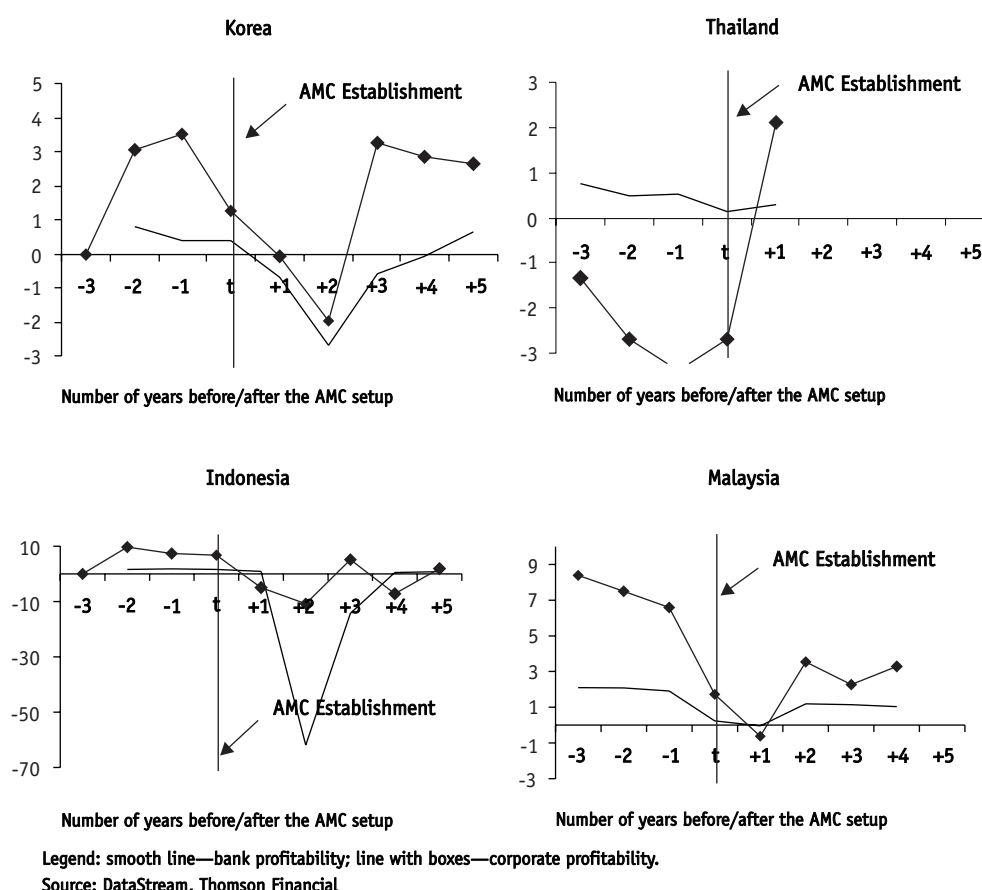 Korea
AMC Establishment
5
4
3
2
1
0
-1
-2
-3
-3 -2 -1 t +1 +2 +3 +4 +5
Number of years before/after the AMC setup
Thailand
AMC Establishment
3
2
1
0
-1
-2
-3
-3 -2 -1 t +1 +2 +3 +4 +5
Number of years before/after the AMC setup
Indonesia
10
-10
-30
-50
-70
-3 -2 -1 t +1 +2 +3 +4 +5
AMC Establishment
Number of years before/after the AMC setup
Malaysia
AMC Establishment
9
7
5
3
1
-1
-3
-3 -2 -1 t +1 +2 +3 +4 +5
Number of years before/after the AMC setup
Legend: smooth line—bank profitability; line with boxes—corporate profitability.
Source: DataStream, Thomson Financial